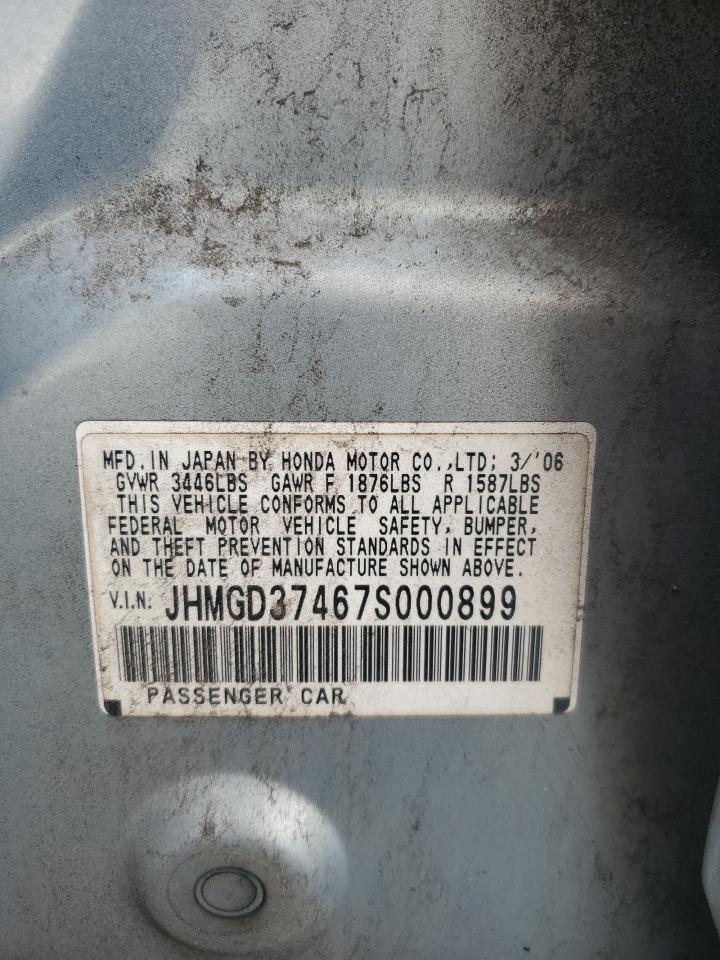 MFD. IN JAPAN BY HONDA MOTOR CO.,LTD; 3/'06
GVWR 3446LBS GAWR F 1876LBS R 1587LBS
THIS VEHICLE CONFORMS TO ALL APPLICABLE
FEDERAL MOTOR VEHICLE SAFETY, BUMPER,
AND THEFT PREVENTION STANDARDS IN EFFECT
ON THE DATE OF MANUFACTURE SHOWN ABOVE.
V.I.N: JHMGD37467S000899
PASSENGER CAR